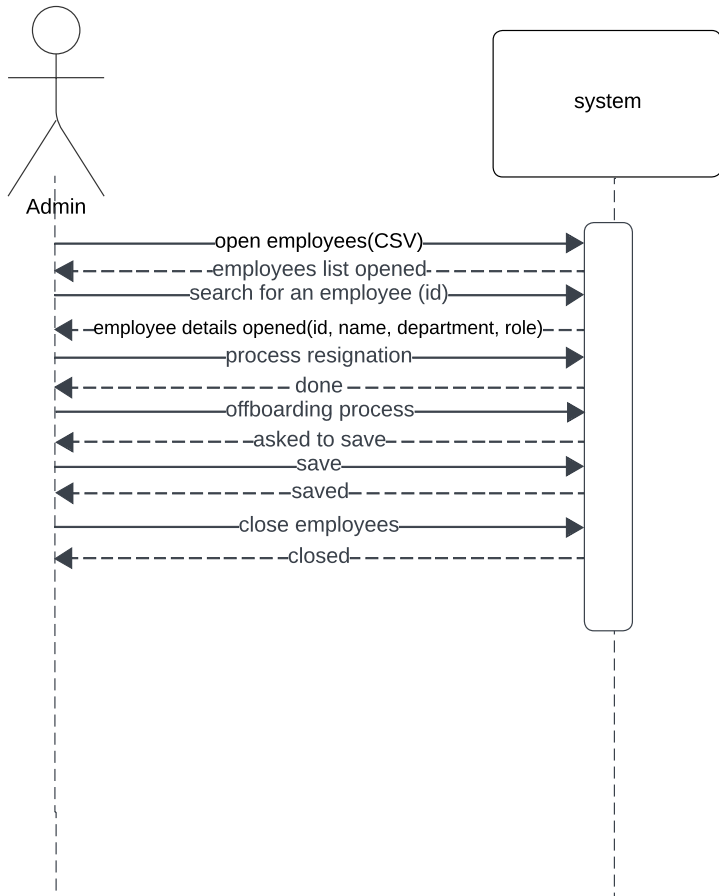 system
Admin
open employees(CSV)
employees list opened
search for an employee (id)
employee details opened(id, name, department, role)
process resignation
done
offboarding process
asked to save
save
saved
close employees
closed